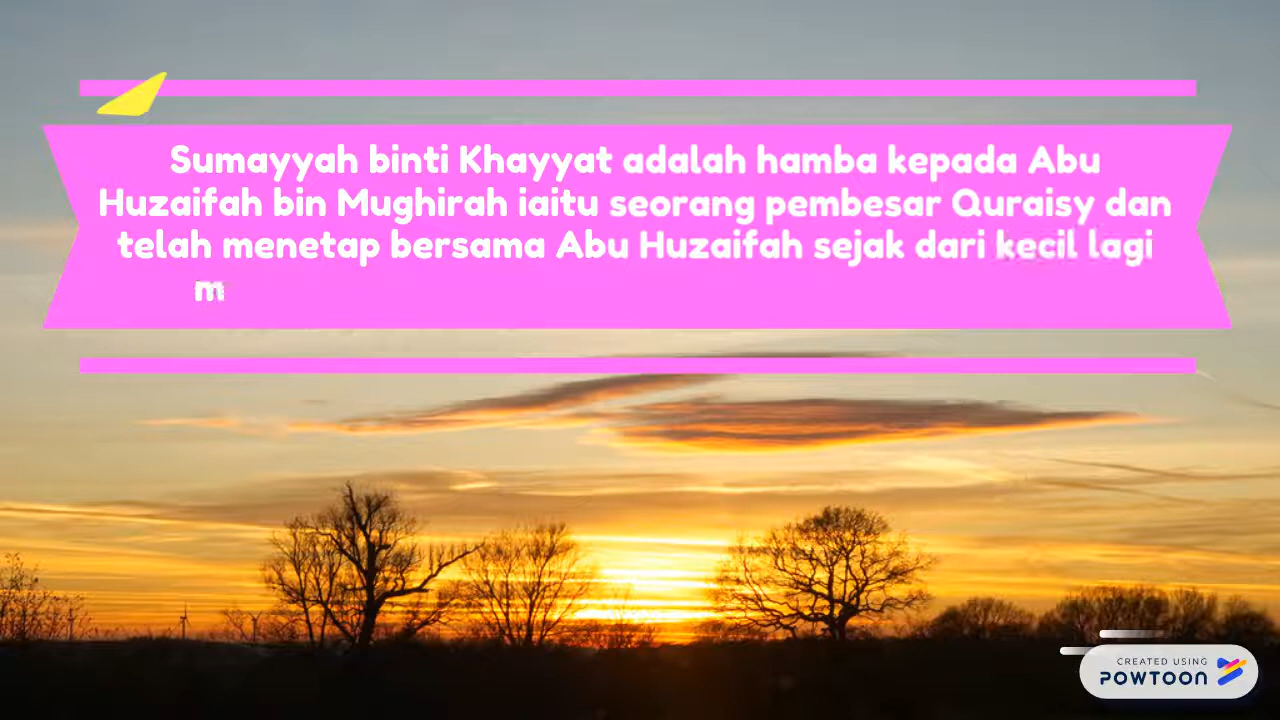 Sumayyah binti Khayyat adalah hamba kepada Abu
Huzaifah bin Mughirah iaitu seorang pembesar Quraisy dan
telah menetap bersama Abu Huzaifah sejak dari kecil lagi
m
CREATED USING
POWTOON